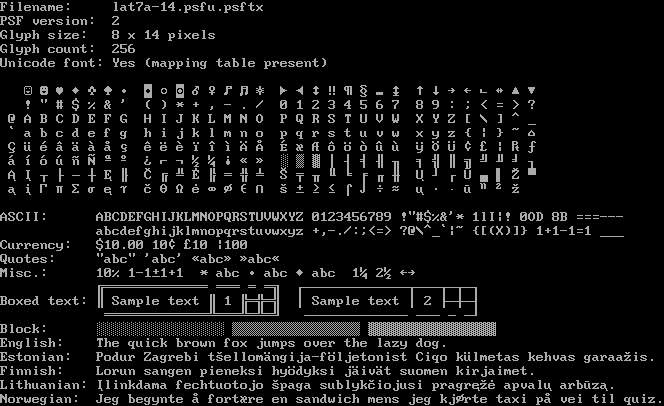 Filename: lat7a-14.psfu.psftx
PSF version: 2
Glyph size: 8 x 14 pixels
Glyph count: 256
Unicode font: Yes (mapping table present)
☺ ☻ ♥ ♦ ♣ ♠ • ◘ ○ ◙ ♂ ♀ ♪ ♫ ☼ ► ◄ ↕ ‼ ¶ § ▬ ↨ ↑ ↓ → ← ∟ ↔ ▲ ▼
! " # $ % & ' ( ) * + , - . / 0 1 2 3 4 5 6 7 8 9 : ; < = > ?
@ A B C D E F G H I J K L M N O P Q R S T U V W X Y Z [ \ ] ^ _
` a b c d e f g h i j k l m n o p q r s t u v w x y z { | } ~ ⌂
ASCII: ABCDEFGHIJKLMNOPQRSTUVWXYZ 0123456789 !"#$%&'* 1lI¦! 0OD 8B ==---
abcdefghijklmnopqrstuvwxyz +,-./:;<=> ?@\^_`¦~ {[(X)]} 1+1-1=1 ___
Currency: $10.00 10¢ £10 ¦100
Quotes: "abc" 'abc' «abc» »abc«
Misc.: 10% 1-1±1+1 * abc • abc ♦ abc 1¼ 2½ ↔
Boxed text: Sample text 1 Sample text 2
Block:
English: The quick brown fox jumps over the lazy dog.
Estonian: Podur Zagrebi tšellomängija-följetonist Ciqo külmetas kehvas garaažis.
Finnish: Lorun sangen pieneksi hyödyksi jäivät suomen kirjaimet.
Lithuanian: Įlinkdama fechtuotojo špaga sublykčiojusi pragręžė apvalų arbūzą.
Norwegian: Jeg begynte å fortære en sandwich mens jeg kjørte taxi på vei til quiz.